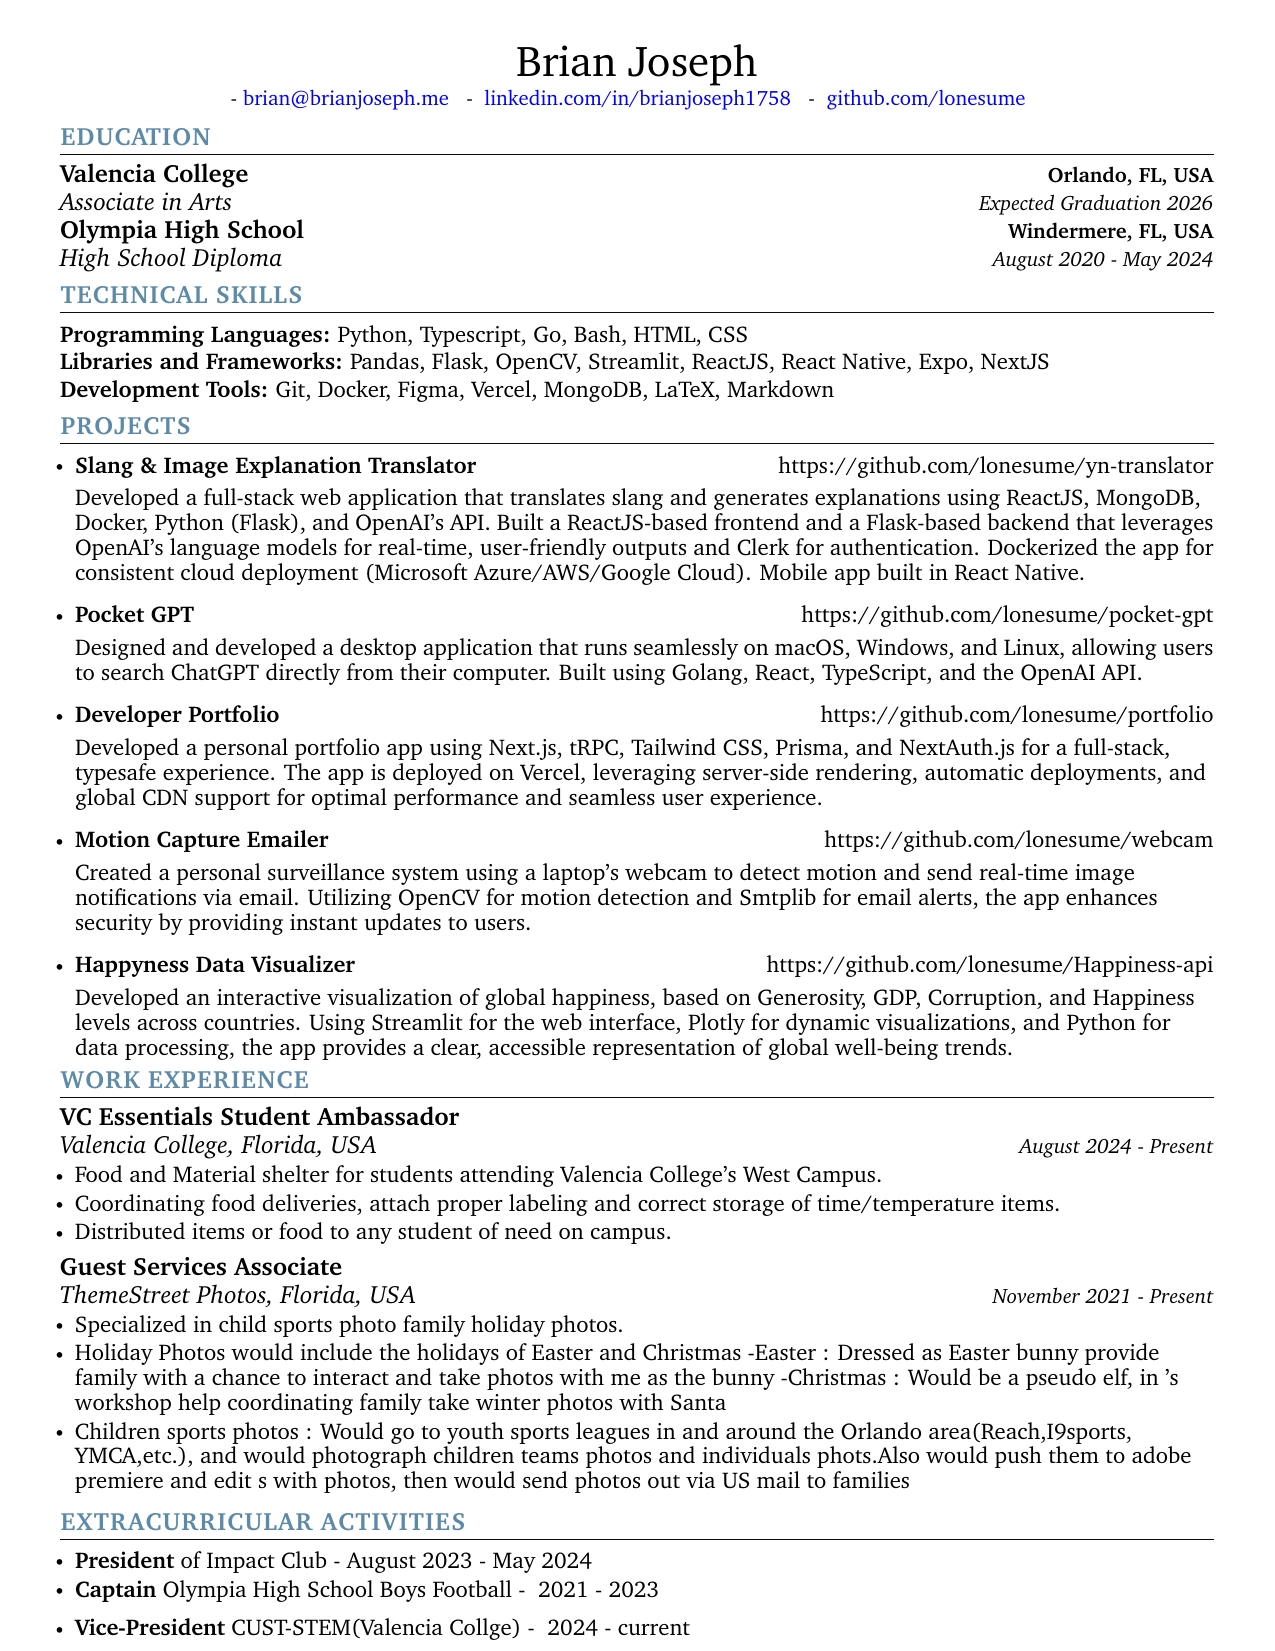 Brian Joseph
- brian@brianjoseph.me - linkedin.com/in/brianjoseph1758 - github.com/lonesume
EDUCATION
Valencia College Orlando, FL, USA
Associate in Arts Expected Graduation 2026
Olympia High School Windermere, FL, USA
High School Diploma August 2020 - May 2024
TECHNICAL SKILLS
Programming Languages: Python, Typescript, Go, Bash, HTML, CSS
Libraries and Frameworks: Pandas, Flask, OpenCV, Streamlit, ReactJS, React Native, Expo, NextJS
Development Tools: Git, Docker, Figma, Vercel, MongoDB, LaTeX, Markdown
PROJECTS
• Slang & Image Explanation Translator https://github.com/lonesume/yn-translator
Developed a full-stack web application that translates slang and generates explanations using ReactJS, MongoDB,
Docker, Python (Flask), and OpenAI's API. Built a ReactJS-based frontend and a Flask-based backend that leverages
OpenAI's language models for real-time, user-friendly outputs and Clerk for authentication. Dockerized the app for
consistent cloud deployment (Microsoft Azure/AWS/Google Cloud). Mobile app built in React Native.
• Pocket GPT https://github.com/lonesume/pocket-gpt
Designed and developed a desktop application that runs seamlessly on macOS, Windows, and Linux, allowing users
to search ChatGPT directly from their computer. Built using Golang, React, TypeScript, and the OpenAI API.
• Developer Portfolio https://github.com/lonesume/portfolio
Developed a personal portfolio app using Next.js, tRPC, Tailwind CSS, Prisma, and NextAuth.js for a full-stack,
typesafe experience. The app is deployed on Vercel, leveraging server-side rendering, automatic deployments, and
global CDN support for optimal performance and seamless user experience.
• Motion Capture Emailer https://github.com/lonesume/webcam
Created a personal surveillance system using a laptop's webcam to detect motion and send real-time image
notifications via email. Utilizing OpenCV for motion detection and Smtplib for email alerts, the app enhances
security by providing instant updates to users.
• Happyness Data Visualizer https://github.com/lonesume/Happiness-api
Developed an interactive visualization of global happiness, based on Generosity, GDP, Corruption, and Happiness
levels across countries. Using Streamlit for the web interface, Plotly for dynamic visualizations, and Python for
data processing, the app provides a clear, accessible representation of global well-being trends.
WORK EXPERIENCE
VC Essentials Student Ambassador
Valencia College, Florida, USA August 2024 - Present
• Food and Material shelter for students attending Valencia College's West Campus.
• Coordinating food deliveries, attach proper labeling and correct storage of time/temperature items.
• Distributed items or food to any student of need on campus.
Guest Services Associate
ThemeStreet Photos, Florida, USA November 2021 - Present
• Specialized in child sports photo family holiday photos.
• Holiday Photos would include the holidays of Easter and Christmas -Easter : Dressed as Easter bunny provide
family with a chance to interact and take photos with me as the bunny -Christmas : Would be a pseudo elf, in 's
workshop help coordinating family take winter photos with Santa
• Children sports photos : Would go to youth sports leagues in and around the Orlando area(Reach,I9sports,
YMCA,etc.), and would photograph children teams photos and individuals phots.Also would push them to adobe
premiere and edit s with photos, then would send photos out via US mail to families
EXTRACURRICULAR ACTIVITIES
• President of Impact Club - August 2023 - May 2024
• Captain Olympia High School Boys Football - 2021 - 2023
• Vice-President CUST-STEM(Valencia Collge) - 2024 - current